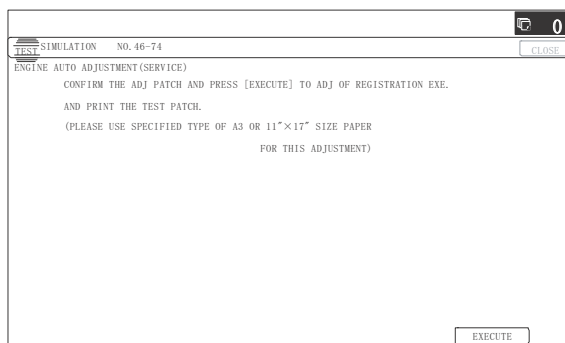 0
TEST SIMULATION NO.46-74
CLOSE
ENGINE AUTO ADJUSTMENT(SERVICE)
CONFIRM THE ADJ PATCH AND PRESS [EXECUTE] TO ADJ OF REGISTRATION EXE.
AND PRINT THE TEST PATCH.
(PLEASE USE SPECIFIED TYPE OF A3 OR 11″×17″ SIZE PAPER
FOR THIS ADJUSTMENT)
EXECUTE